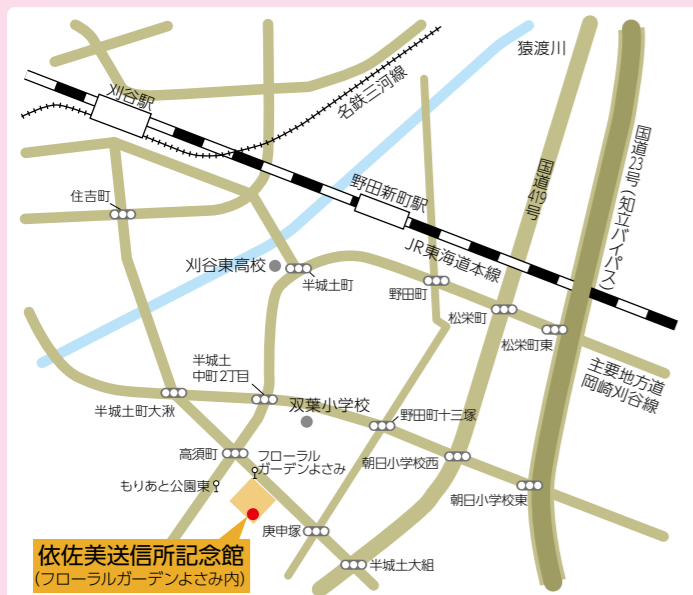 猿渡川
名鉄三河線
刈谷駅
国道23号(知立バイパス)
国道419号
野田新町駅
住吉町
JR東海道本線
刈谷東高校
半城土町
野田町
松栄町
松栄町東
主要地方道
岡崎刈谷線
半城土
中町2丁目
半城土町大湫
双葉小学校
野田町十三塚
高須町
フローラル
ガーデンよさみ
朝日小学校西
もりあと公園東
朝日小学校東
庚申塚
依佐美送信所記念館
(フローラルガーデンよさみ内)
半城土大組